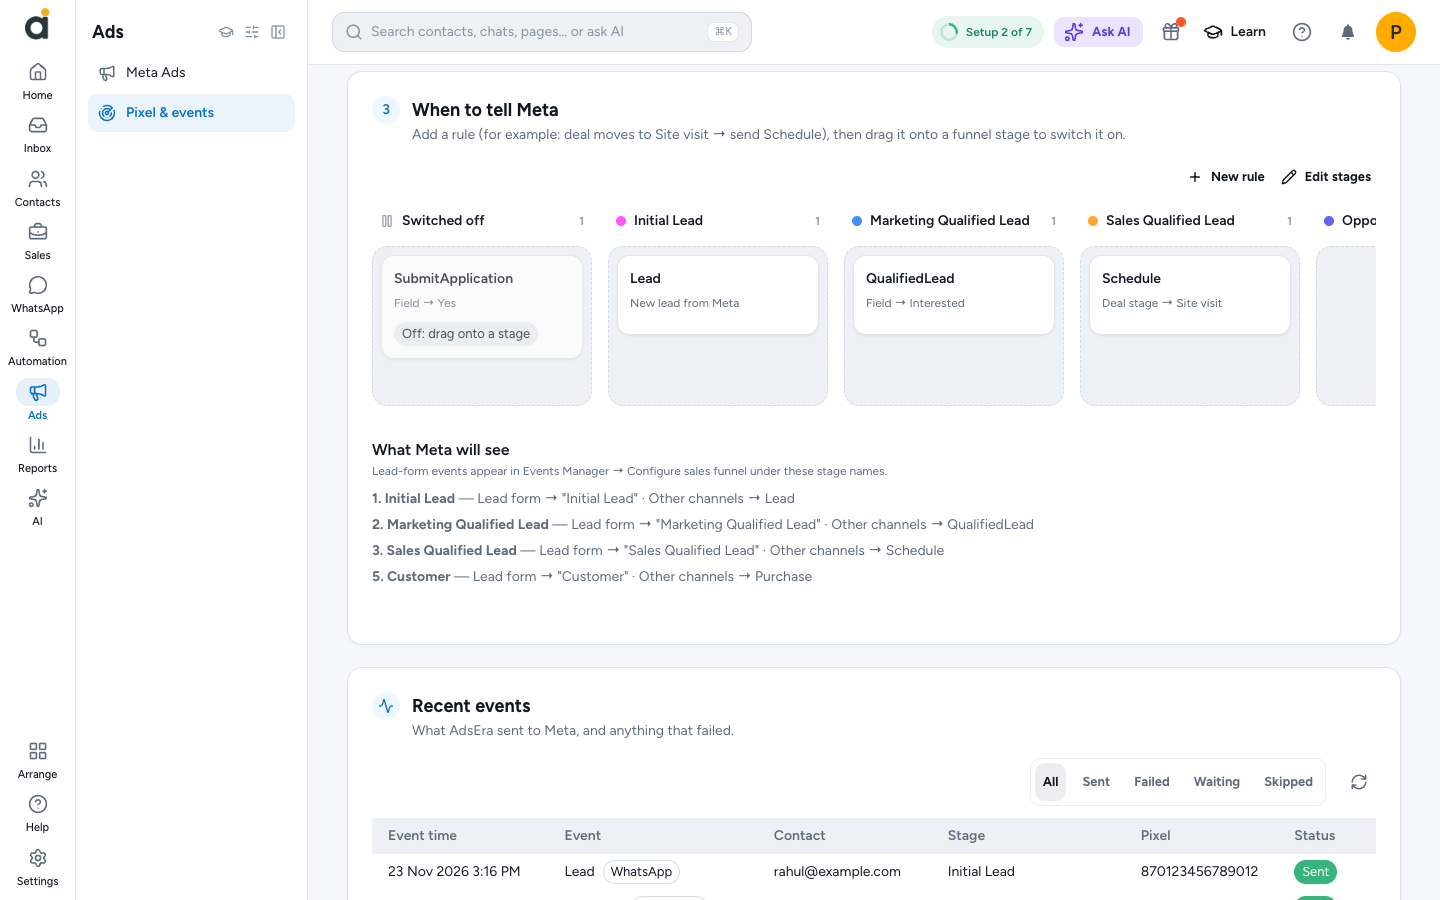 Ads
Search contacts, chats, pages... or ask AI
⌘K
Setup 2 of 7
Ask AI
Learn
P
Home
Inbox
Contacts
Sales
WhatsApp
Automation
Ads
Reports
AI
Arrange
Help
Settings
Meta Ads
Pixel & events
3
When to tell Meta
Add a rule (for example: deal moves to Site visit → send Schedule), then drag it onto a funnel stage to switch it on.
New rule
Edit stages
Switched off 1
Initial Lead 1
Marketing Qualified Lead 1
Sales Qualified Lead 1
Oppo
SubmitApplication
Field → Yes
Off: drag onto a stage
Lead
New lead from Meta
QualifiedLead
Field → Interested
Schedule
Deal stage → Site visit
What Meta will see
Lead-form events appear in Events Manager → Configure sales funnel under these stage names.
1. Initial Lead — Lead form → "Initial Lead" · Other channels → Lead
2. Marketing Qualified Lead — Lead form → "Marketing Qualified Lead" · Other channels → QualifiedLead
3. Sales Qualified Lead — Lead form → "Sales Qualified Lead" · Other channels → Schedule
5. Customer — Lead form → "Customer" · Other channels → Purchase
Recent events
What AdsEra sent to Meta, and anything that failed.
All Sent Failed Waiting Skipped
Event time Event Contact Stage Pixel Status
23 Nov 2026 3:16 PM Lead WhatsApp rahul@example.com Initial Lead 870123456789012 Sent